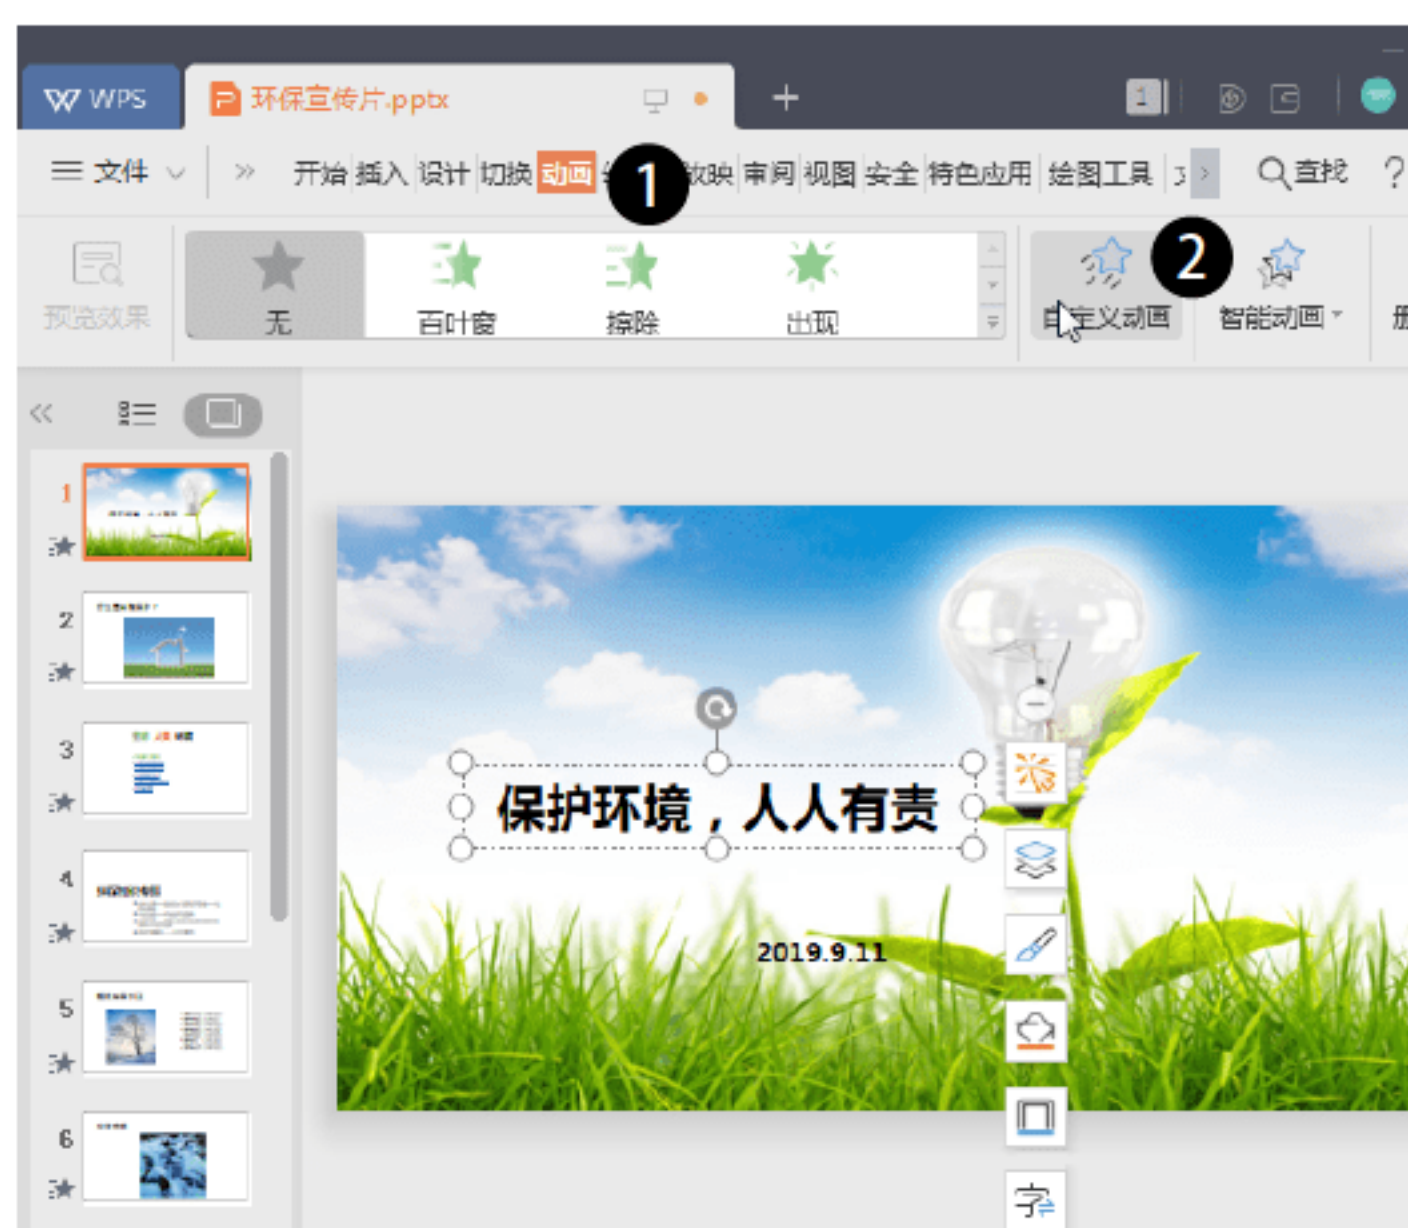 WPS 环保宣传片.pptx + 1
文件 开始 插入 设计 切换 动画 1 放映 审阅 视图 安全 特色应用 绘图工具 查找 ?
2
预览效果 无 百叶窗 擦除 出现 自定义动画 智能动画
1
2
3
4
5
6
保护环境，人人有责
2019.9.11
字